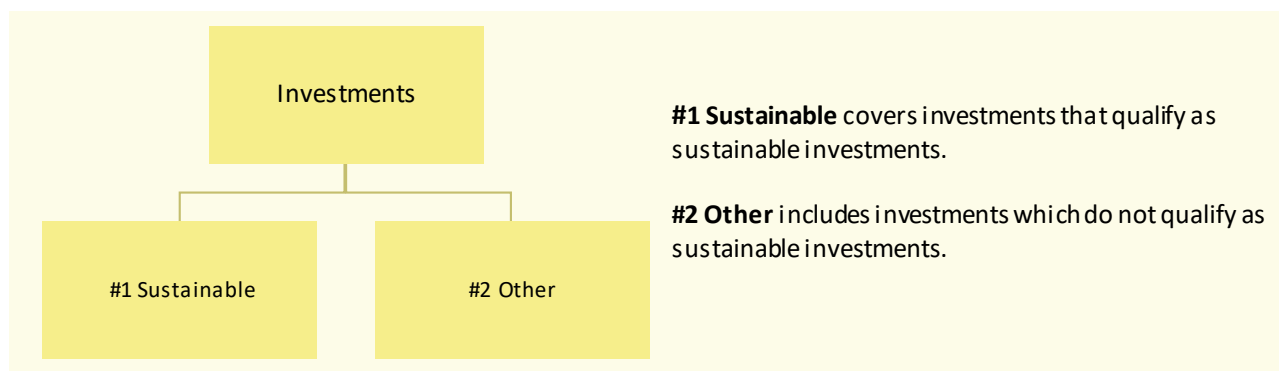 Investments
#1 Sustainable
#2 Other
#1 Sustainable covers investments that qualify as
sustainable investments.
#2 Other includes investments which do not qualify as
sustainable investments.